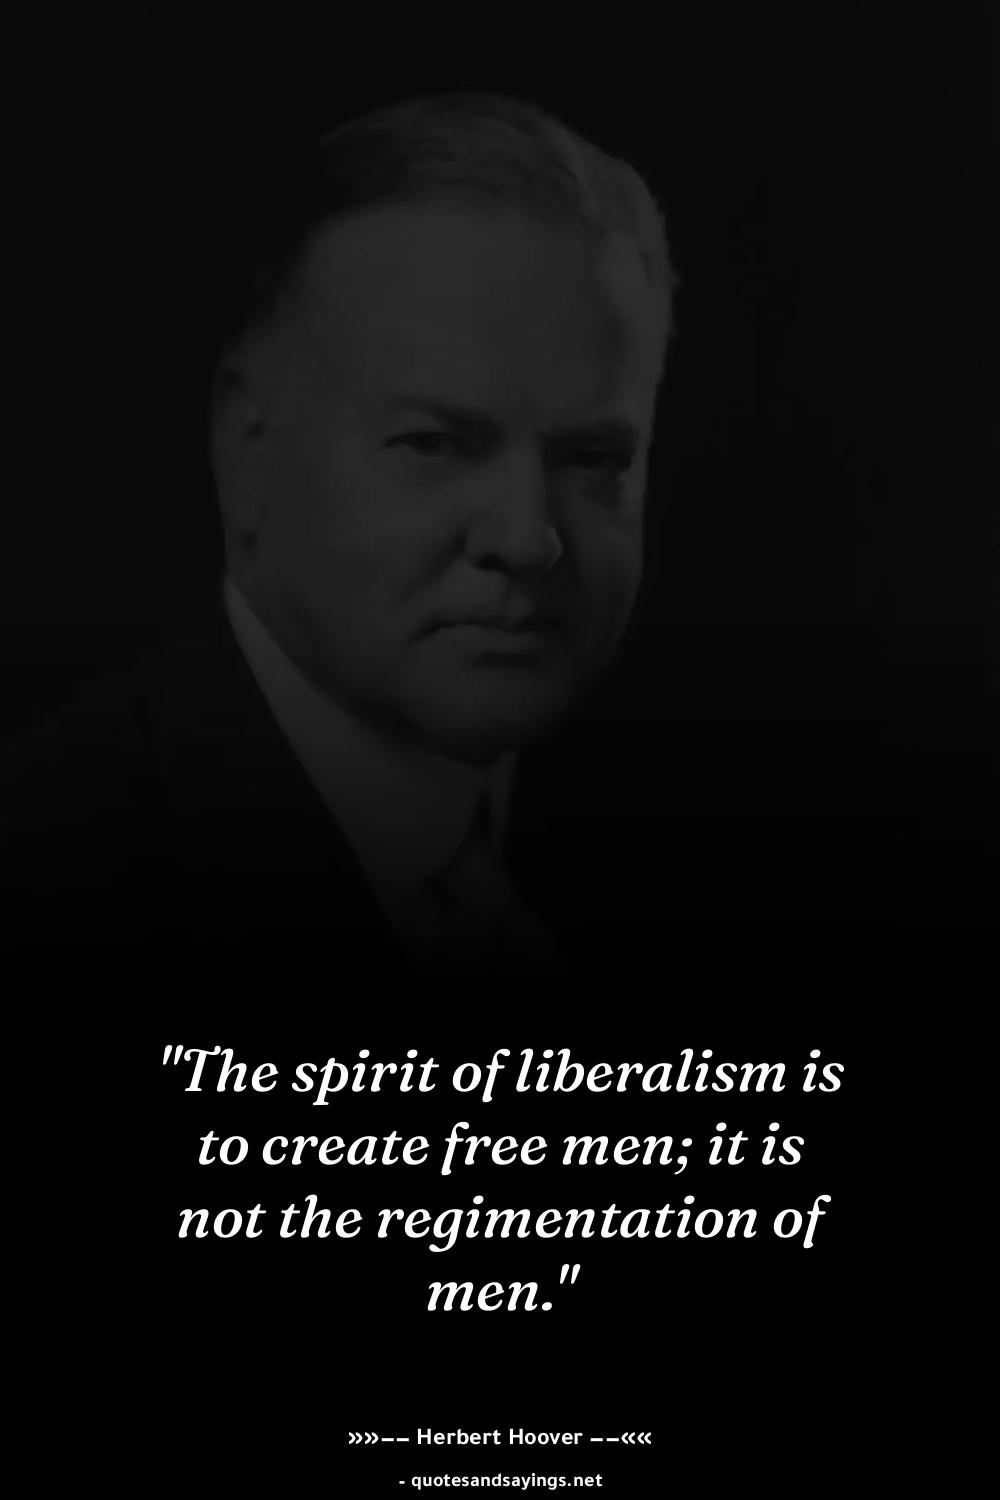 "The spirit of liberalism is
to create free men; it is
not the regimentation of
men."
»»−− Herbert Hoover −−««
- quotesandsayings.net